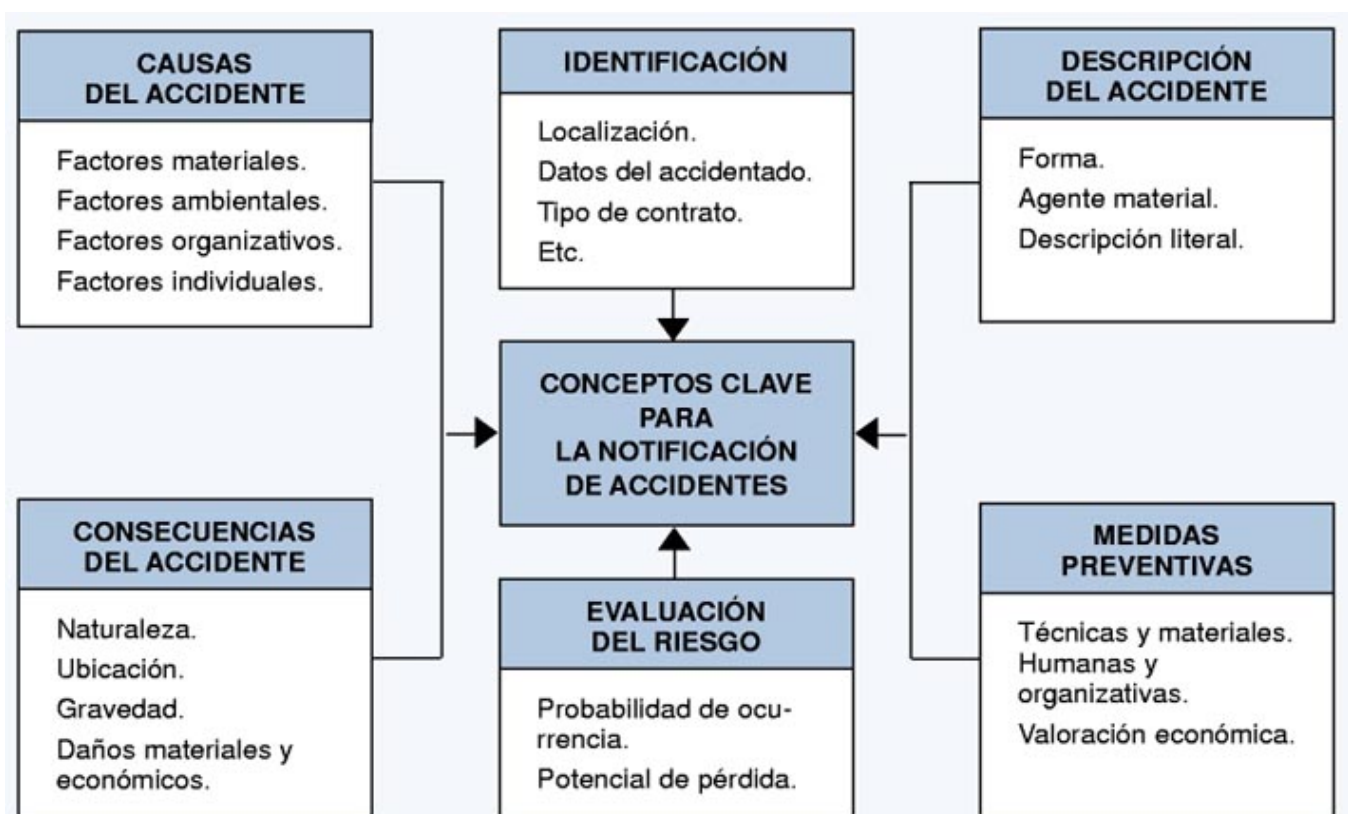 CAUSAS
DEL ACCIDENTE
Factores materiales.
Factores ambientales.
Factores organizativos.
Factores individuales.
IDENTIFICACIÓN
Localización.
Datos del accidentado.
Tipo de contrato.
Etc.
DESCRIPCIÓN
DEL ACCIDENTE
Forma.
Agente material.
Descripción literal.
CONCEPTOS CLAVE
PARA
LA NOTIFICACIÓN
DE ACCIDENTES
CONSECUENCIAS
DEL ACCIDENTE
Naturaleza.
Ubicación.
Gravedad.
Daños materiales y
económicos.
EVALUACIÓN
DEL RIESGO
Probabilidad de ocu-
rrencia.
Potencial de pérdida.
MEDIDAS
PREVENTIVAS
Técnicas y materiales.
Humanas y
organizativas.
Valoración económica.